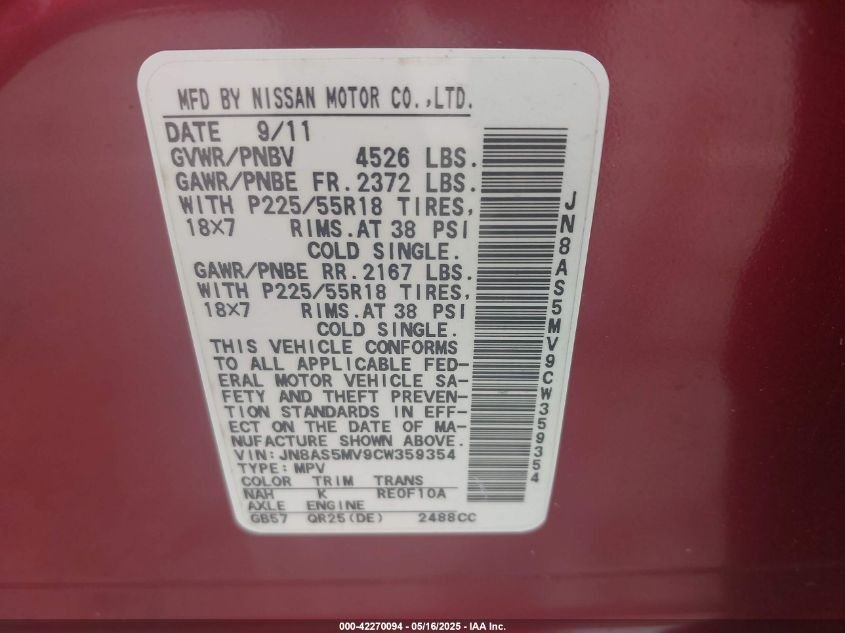 MFD BY NISSAN MOTOR CO.,LTD.
DATE 9/11
GVWR/PNBV 4526 LBS.
GAWR/PNBE FR.2372 LBS.
WITH P225/55R18 TIRES,
18×7 RIMS.AT 38 PSI
COLD SINGLE.
GAWR/PNBE RR.2167 LBS.
WITH P225/55R18 TIRES,
18×7 RIMS.AT 38 PSI
COLD SINGLE.
THIS VEHICLE CONFORMS
TO ALL APPLICABLE FED-
ERAL MOTOR VEHICLE SA-
FETY AND THEFT PREVEN-
TION STANDARDS IN EFF-
ECT ON THE DATE OF MA-
NUFACTURE SHOWN ABOVE.
VIN:JN8AS5MV9CW359354
TYPE:MPV
COLOR TRIM TRANS
NAH K RE0F10A
AXLE ENGINE
GB57 QR25(DE) 2488CC
JN8AS5MV9CW359354
000-42270094 - 05/16/2025 - IAA Inc.